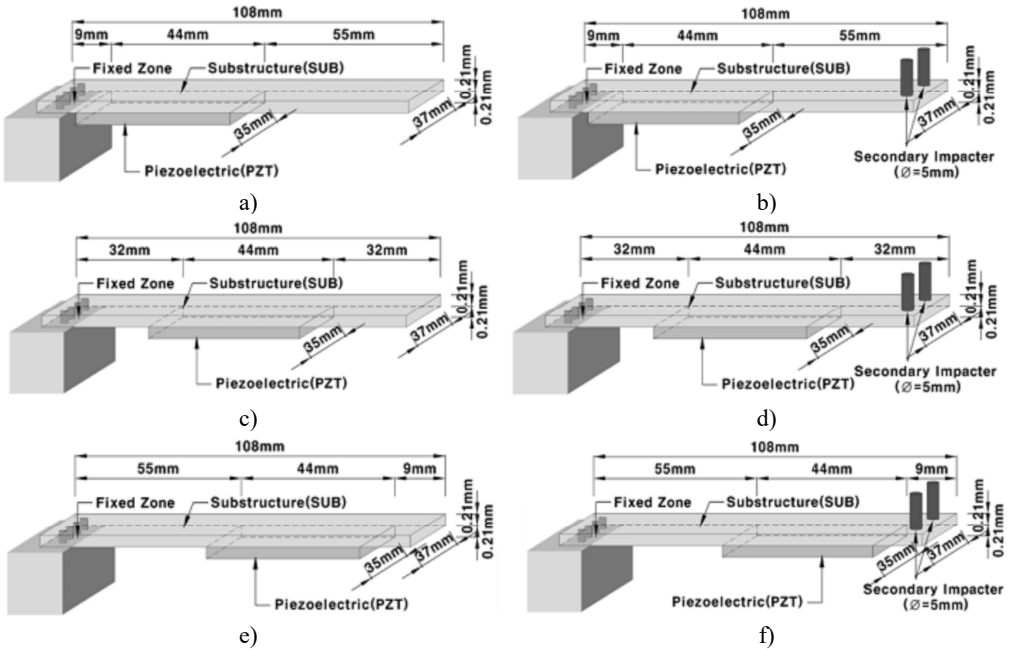 108mm
9mm 44mm 55mm
Fixed Zone Substructure(SUB)
0.21mm
0.21mm
37mm
35mm
Piezoelectric(PZT)
a)
108mm
9mm 44mm 55mm
Fixed Zone Substructure(SUB)
0.21mm
0.21mm
37mm
35mm
Piezoelectric(PZT)
Secondary Impacter
(Ø=5mm)
b)
108mm
32mm 44mm 32mm
Fixed Zone Substructure(SUB)
0.21mm
0.21mm
37mm
35mm
Piezoelectric(PZT)
c)
108mm
32mm 44mm 32mm
Fixed Zone Substructure(SUB)
0.21mm
0.21mm
37mm
35mm
Piezoelectric(PZT)
Secondary Impacter
(Ø=5mm)
d)
108mm
55mm 44mm 9mm
Fixed Zone Substructure(SUB)
0.21mm
0.21mm
37mm
35mm
Piezoelectric(PZT)
e)
108mm
55mm 44mm 9mm
Fixed Zone Substructure(SUB)
0.21mm
0.21mm
37mm
35mm
Piezoelectric(PZT)
Secondary Impacter
(Ø=5mm)
f)